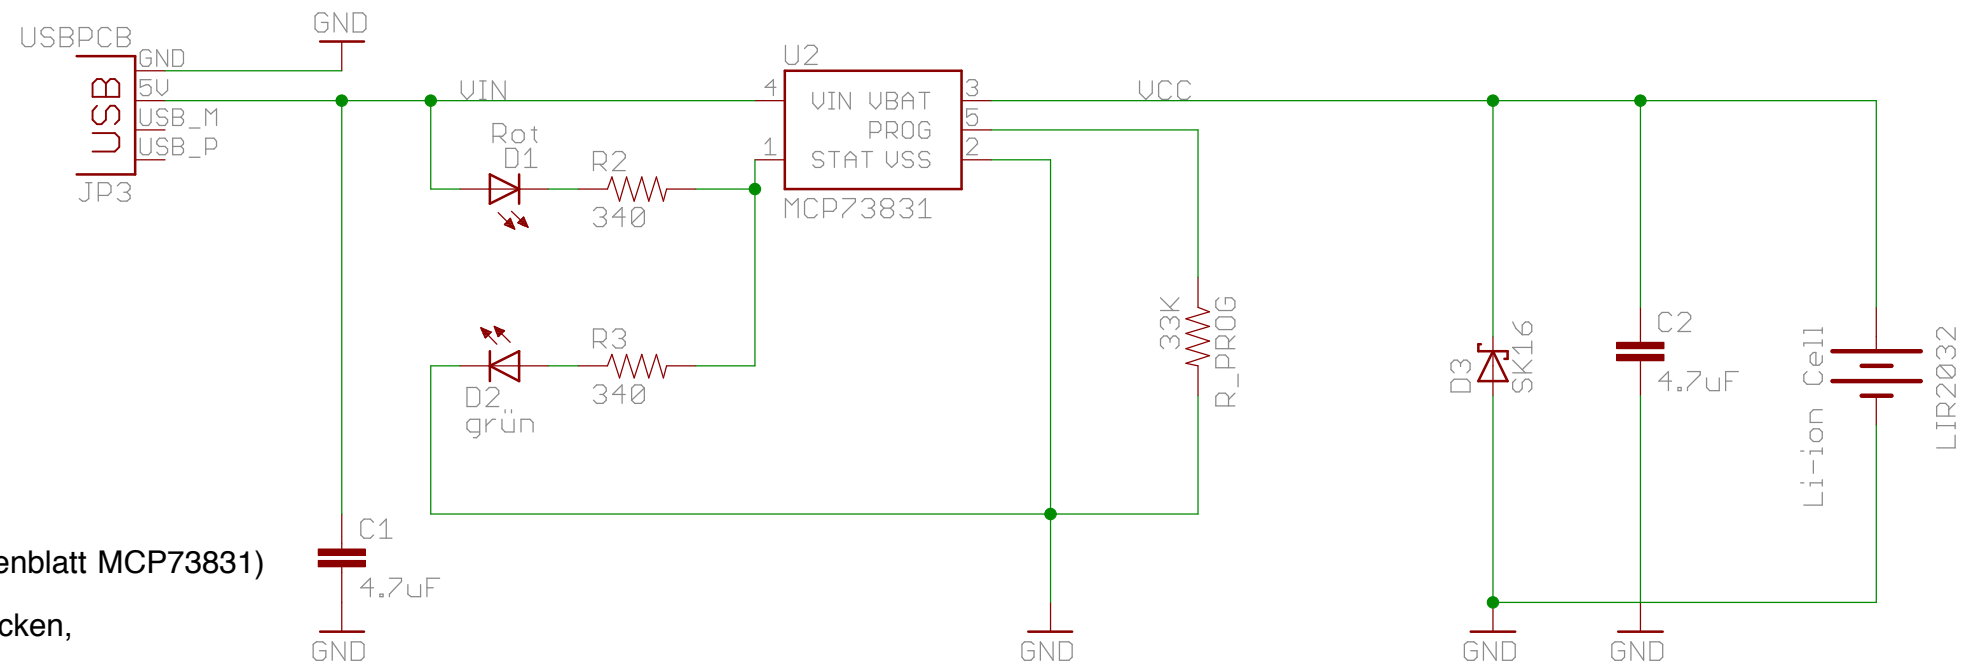 USBPCB
GND
5V
USB_M
USB_P
USB
JP3
GND
VIN
Rot
D1
R2
340
D2
grün
R3
340
C1
4.7uF
GND
U2
4
VIN VBAT
3
PROG
5
1
STAT VSS
2
MCP73831
VCC
33K
R_PROG
GND
D3
SK16
GND
C2
4.7uF
GND
Li-ion Cell
LIR2032
enblatt MCP73831)
cken,